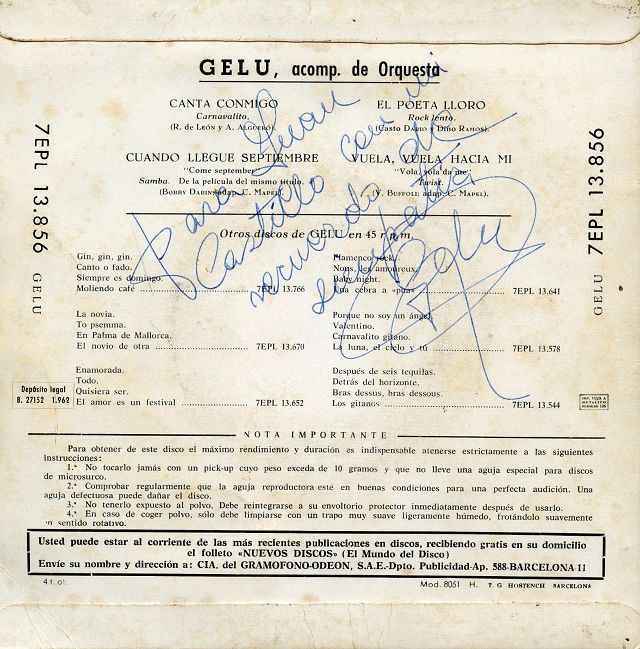 GELU, acomp. de Orquesta
CANTA CONMIGO
Carnavalito.
(R. de León y A. Algueró.)
EL POETA LLORO
Rock lento.
(Casto Darío y Dino Ramos.)
CUANDO LLEGUE SEPTIEMBRE
"Come september"
Samba. De la película del mismo título.
(Bobby Darin; adap. C. Mapel.)
VUELA, VUELA HACIA MI
"Vola, vola da me"
Twist.
(V. Buffoli; adap. C. Mapel.)
Para Juan
Castillo con mi
recuerdo de
simpatía
Gelu
7EPL 13.856 GELU
7EPL 13.856
GELU
Otros discos de GELU en 45 r.p.m.
Gin, gin, gin.
Canto o fado.
Siempre es domingo.
Moliendo café 7EPL 13.766
La novia.
To psemma.
En Palma de Mallorca.
El novio de otra 7EPL 13.670
Enamorada.
Todo.
Quisiera ser.
El amor es un festival 7EPL 13.652
Flamenco rock.
Nons, les amoureux.
Baby night.
Una cebra a «pua» 7EPL 13.641
Porque no soy un ángel.
Valentino.
Carnavalito gitano.
La luna, el cielo y tú 7EPL 13.578
Después de seis tequilas.
Detrás del horizonte.
Bras dessus, bras dessous.
Los gitanos 7EPL 13.544
Depósito legal
B. 27152 1.962
NOTA IMPORTANTE
Para obtener de este disco el máximo rendimiento y duración es indispensable atenerse estrictamente a las siguientes
instrucciones:
1.ª No tocarlo jamás con un pick-up cuyo peso exceda de 10 gramos y que no lleve una aguja especial para discos
de microsurco.
2.ª Comprobar regularmente que la aguja reproductora esté en buenas condiciones para una perfecta audición. Una
aguja defectuosa puede dañar el disco.
3.ª No tenerlo expuesto al polvo. Debe reintegrarse a su envoltorio protector inmediatamente después de usarlo.
4.ª En caso de coger polvo, sólo debe limpiarse con un trapo muy suave ligeramente húmedo, frotándolo suavemente
n sentido rotativo.
Usted puede estar al corriente de las más recientes publicaciones en discos, recibiendo gratis en su domicilio
el folleto «NUEVOS DISCOS» (El Mundo del Disco)
Envíe su nombre y dirección a: CIA. del GRAMOFONO-ODEON, S.A.E.-Dpto. Publicidad-Ap. 588-BARCELONA-11
4 t. ot.
Mod. 8051 H. T. G HOSTENCH BARCELONA